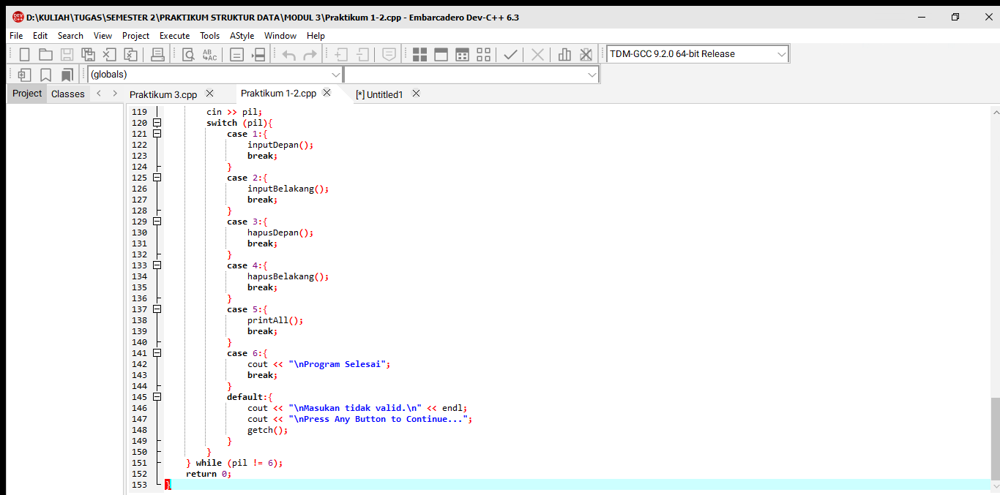 D:\KULIAH\TUGAS\SEMESTER 2\PRAKTIKUM STRUKTUR DATA\MODUL 3\Praktikum 1-2.cpp - Embarcadero Dev-C++ 6.3
File Edit Search View Project Execute Tools AStyle Window Help
TDM-GCC 9.2.0 64-bit Release
(globals)
Project Classes Praktikum 3.cpp Praktikum 1-2.cpp [*] Untitled1
119 cin >> pil;
120 switch (pil){
121 case 1:{
122 inputDepan();
123 break;
124 }
125 case 2:{
126 inputBelakang();
127 break;
128 }
129 case 3:{
130 hapusDepan();
131 break;
132 }
133 case 4:{
134 hapusBelakang();
135 break;
136 }
137 case 5:{
138 printAll();
139 break;
140 }
141 case 6:{
142 cout << "\nProgram Selesai";
143 break;
144 }
145 default:{
146 cout << "\nMasukan tidak valid.\n" << endl;
147 cout << "\nPress Any Button to Continue...";
148 getch();
149 }
150 }
151 } while (pil != 6);
152 return 0;
153 }